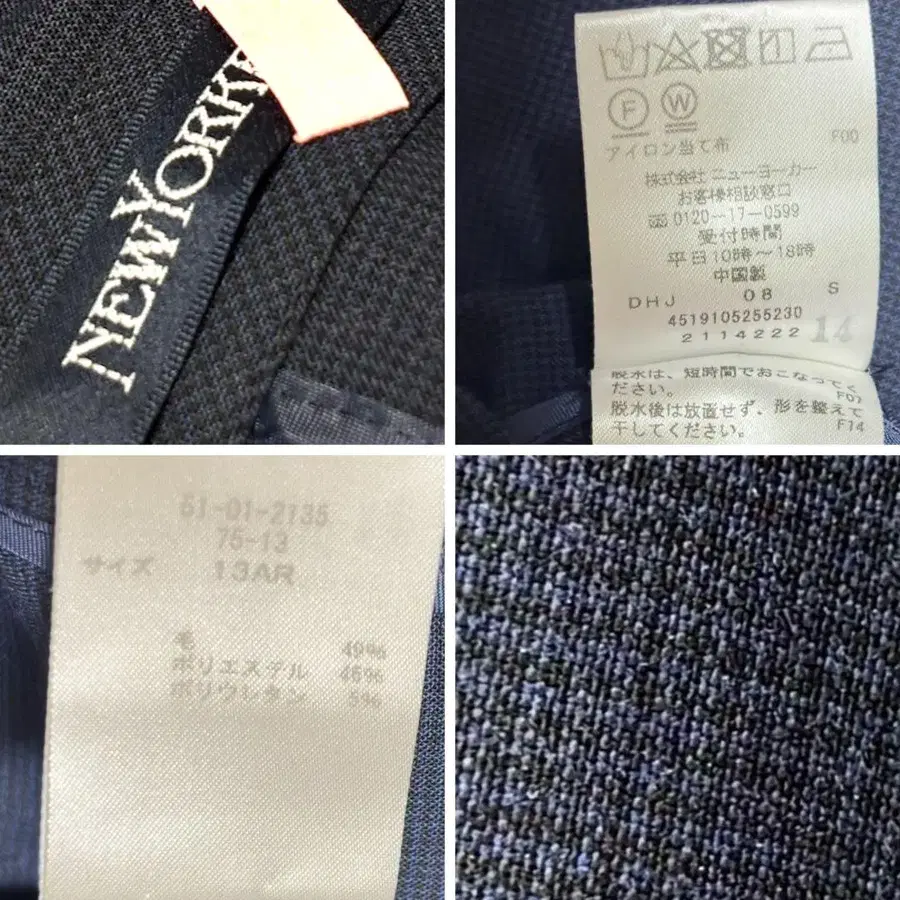 NEWYORKE
F
W
アイロン当て布 F00
株式会社 ニューヨーカー
お客様相談窓口
0120-17-0599
受付時間
平日10時〜18時
中国製
DHJ 08 S
4519105255230
2114222 14
脱水は、短時間でおこなってく
ださい。 F07
脱水後は放置せず、形を整えて
干してください。 F14
61-01-2135
75-13
サイズ 13AR
毛 49%
ポリエステル 46%
ポリウレタン 5%